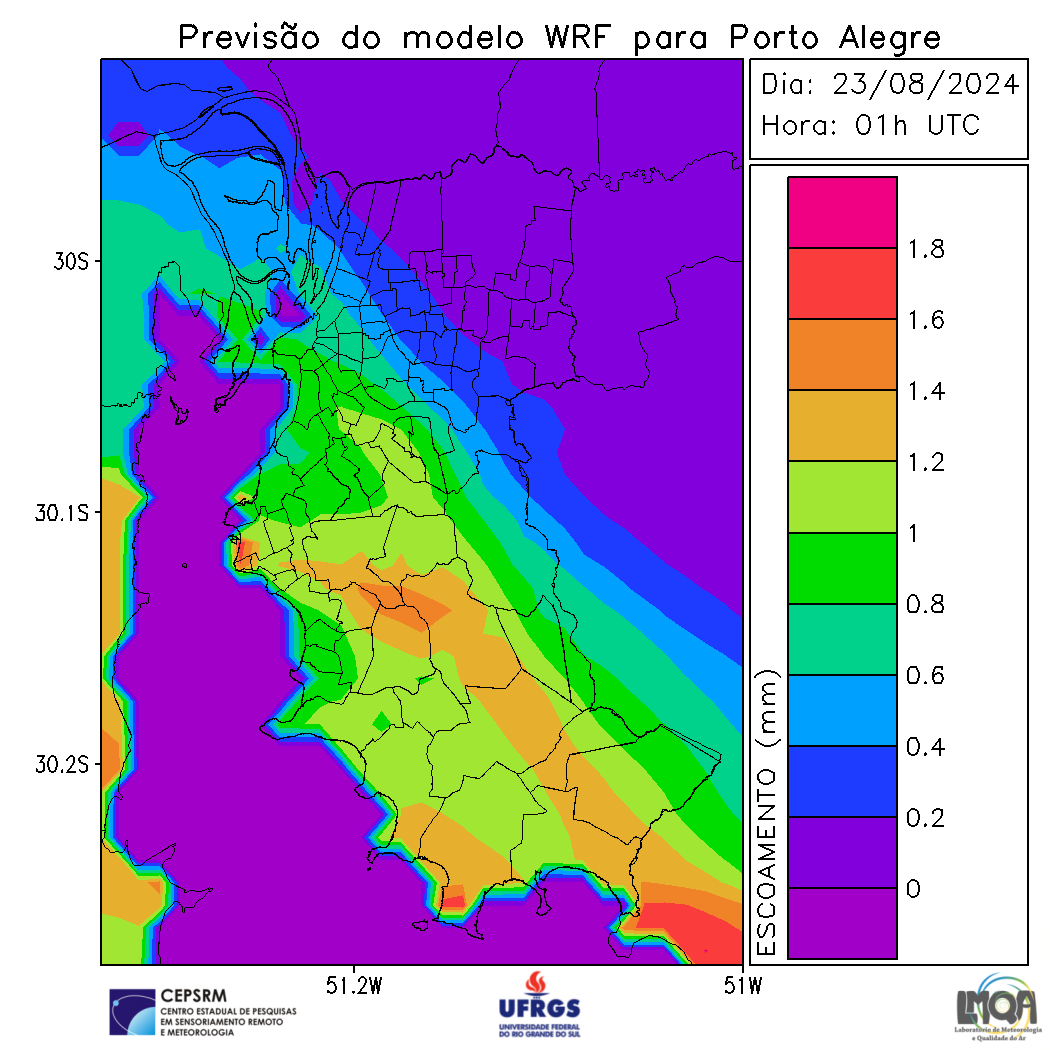 Previsão do modelo WRF para Porto Alegre
Dia: 23/08/2024
Hora: 01h UTC
30S
30.1S
30.2S
51.2W
51W
ESCOAMENTO (mm)
1.8
1.6
1.4
1.2
1
0.8
0.6
0.4
0.2
0
CEPSRM
CENTRO ESTADUAL DE PESQUISAS
EM SENSORIAMENTO REMOTO
E METEOROLOGIA
UFRGS
UNIVERSIDADE FEDERAL
DO RIO GRANDE DO SUL
LMQA
Laboratório de Meteorologia
e Qualidade do Ar